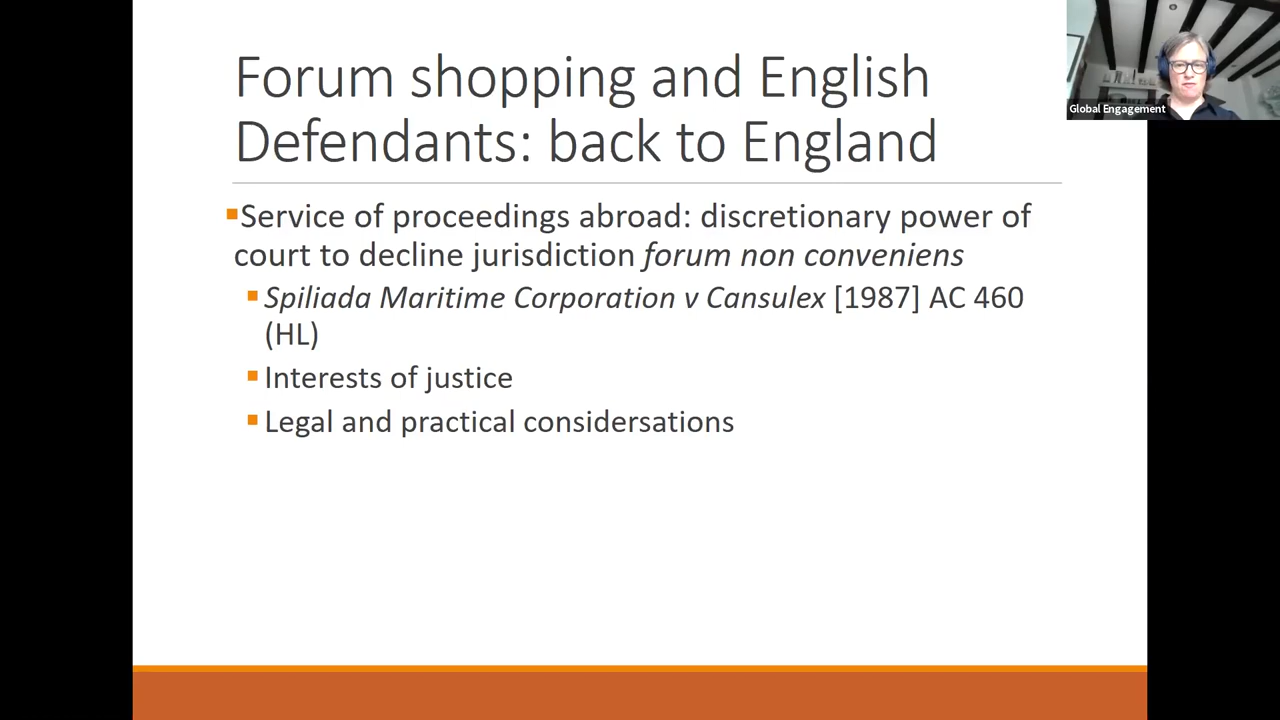 Forum shopping and English
Defendants: back to England
Global Engagement
▪Service of proceedings abroad: discretionary power of
court to decline jurisdiction forum non conveniens
▪Spiliada Maritime Corporation v Cansulex [1987] AC 460
(HL)
▪Interests of justice
▪Legal and practical considersations